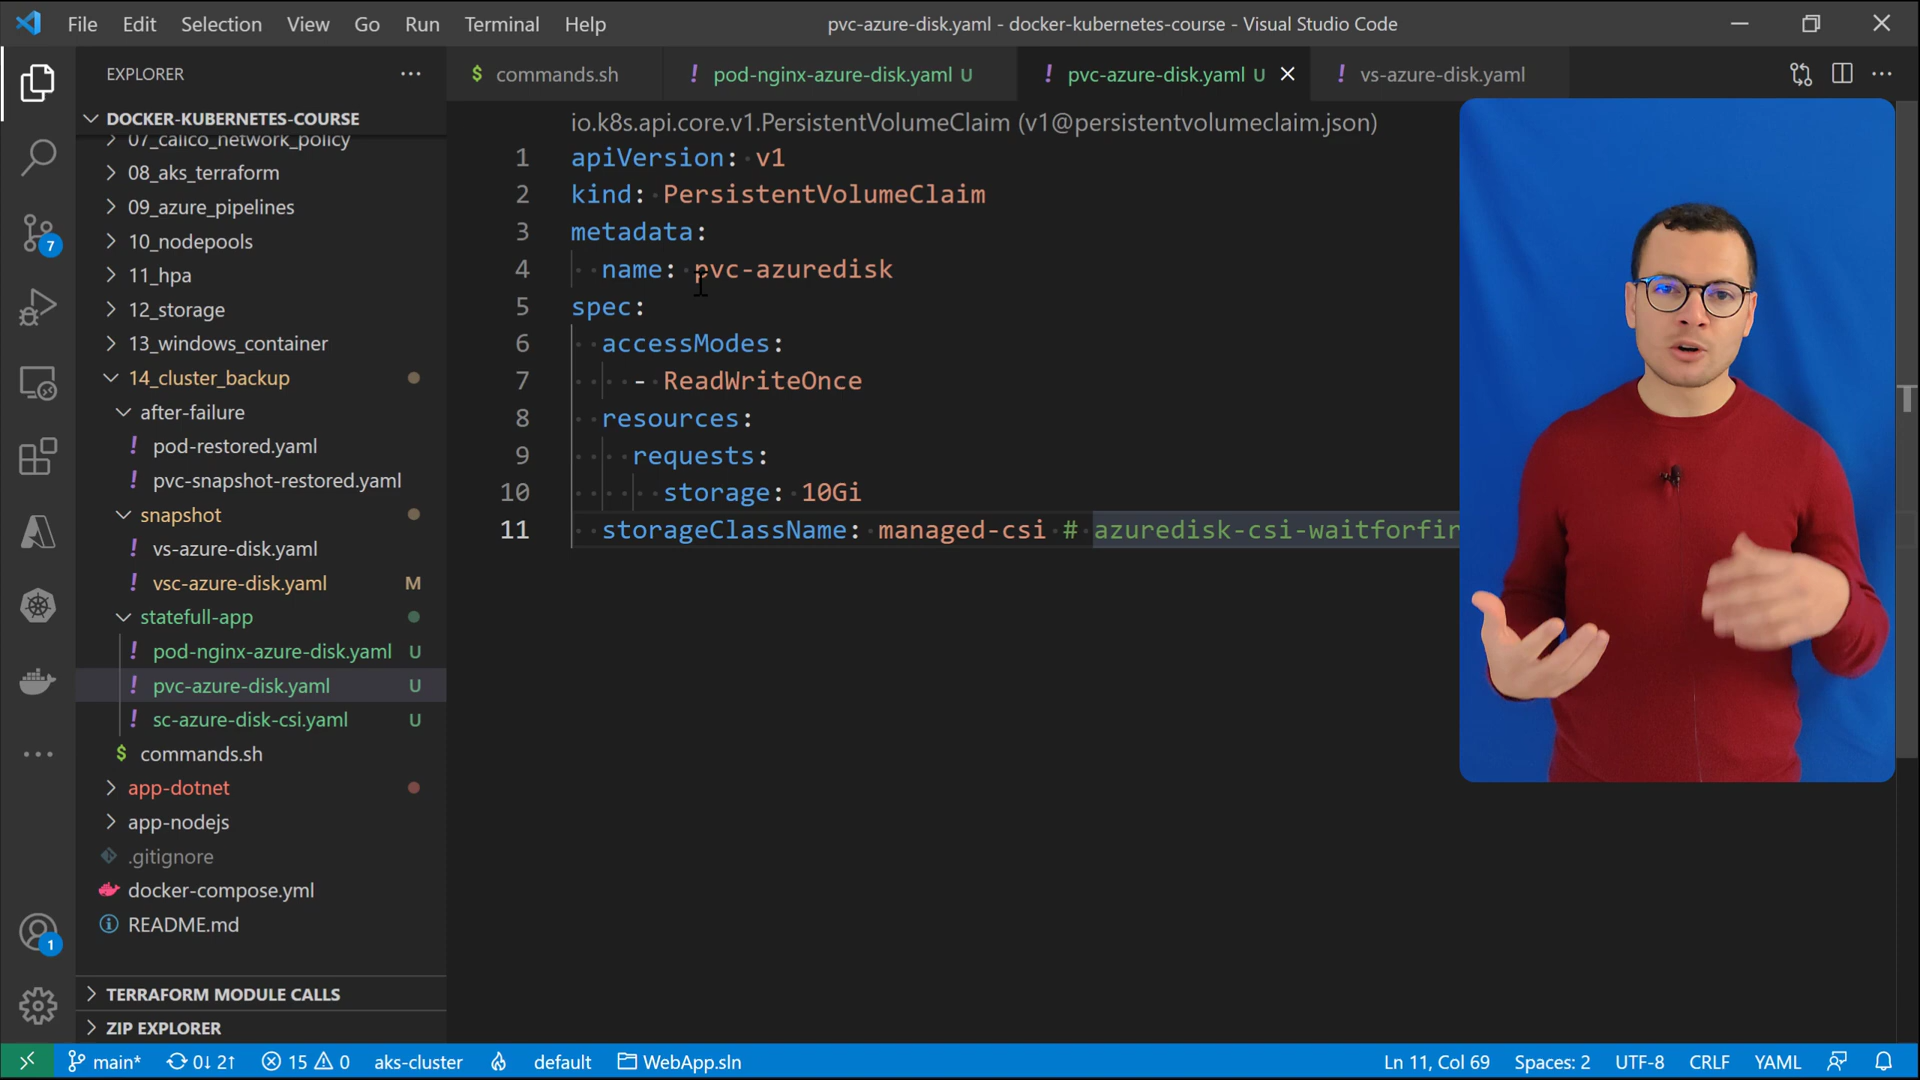 File Edit Selection View Go Run Terminal Help
pvc-azure-disk.yaml - docker-kubernetes-course - Visual Studio Code
EXPLORER
DOCKER-KUBERNETES-COURSE
07_calico_network_policy
08_aks_terraform
09_azure_pipelines
10_nodepools
11_hpa
12_storage
13_windows_container
14_cluster_backup
after-failure
! pod-restored.yaml
! pvc-snapshot-restored.yaml
snapshot
! vs-azure-disk.yaml
! vsc-azure-disk.yaml M
statefull-app
! pod-nginx-azure-disk.yaml U
! pvc-azure-disk.yaml U
! sc-azure-disk-csi.yaml U
$ commands.sh
app-dotnet
app-nodejs
.gitignore
docker-compose.yml
README.md
TERRAFORM MODULE CALLS
ZIP EXPLORER
7
1
$ commands.sh
! pod-nginx-azure-disk.yaml U
! pvc-azure-disk.yaml U
! vs-azure-disk.yaml
io.k8s.api.core.v1.PersistentVolumeClaim (v1@persistentvolumeclaim.json)
1 apiVersion: v1
2 kind: PersistentVolumeClaim
3 metadata:
4 name: pvc-azuredisk
5 spec:
6 accessModes:
7 - ReadWriteOnce
8 resources:
9 requests:
10 storage: 10Gi
11 storageClassName: managed-csi # azuredisk-csi-waitforfir
main* 0↓ 2↑ 15 0 aks-cluster default WebApp.sln
Ln 11, Col 69 Spaces: 2 UTF-8 CRLF YAML